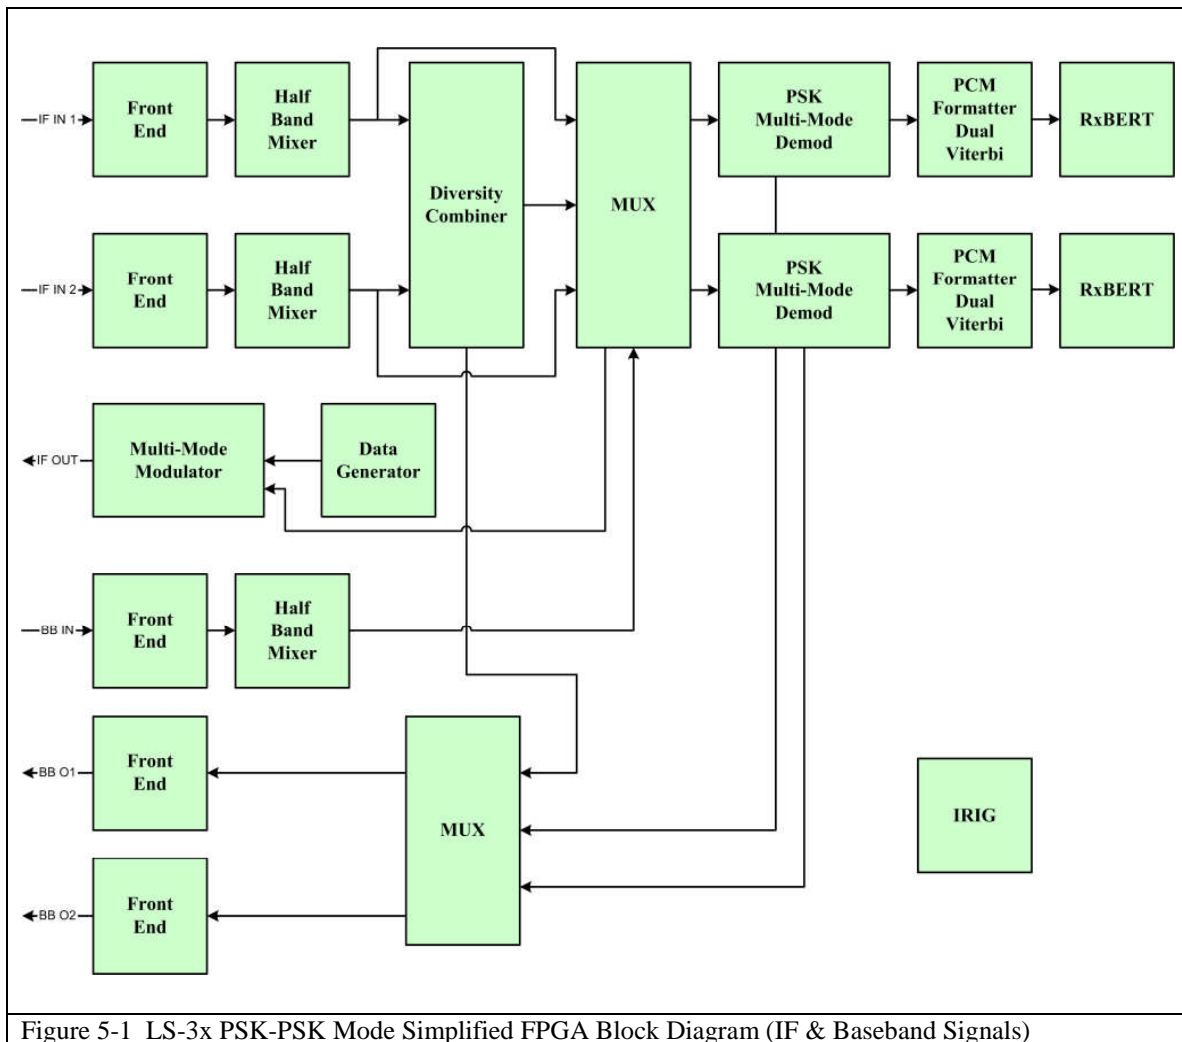 IF IN 1
Front
End
Half
Band
Mixer
Diversity
Combiner
MUX
PSK
Multi-Mode
Demod
PCM
Formatter
Dual
Viterbi
RxBERT
IF IN 2
Front
End
Half
Band
Mixer
PSK
Multi-Mode
Demod
PCM
Formatter
Dual
Viterbi
RxBERT
IF OUT
Multi-Mode
Modulator
Data
Generator
BB IN
Front
End
Half
Band
Mixer
BB O1
Front
End
MUX
IRIG
BB O2
Front
End
Figure 5-1 LS-3x PSK-PSK Mode Simplified FPGA Block Diagram (IF & Baseband Signals)